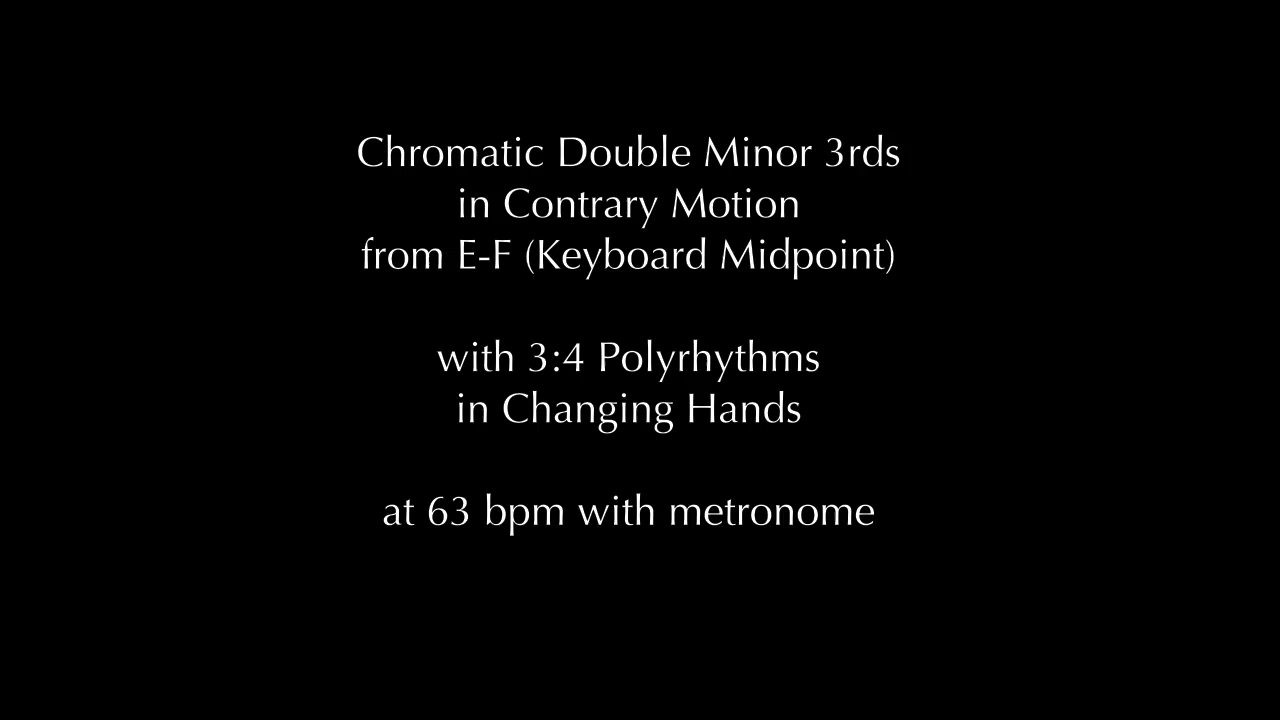 Chromatic Double Minor 3rds
in Contrary Motion
from E-F (Keyboard Midpoint)
with 3:4 Polyrhythms
in Changing Hands
at 63 bpm with metronome